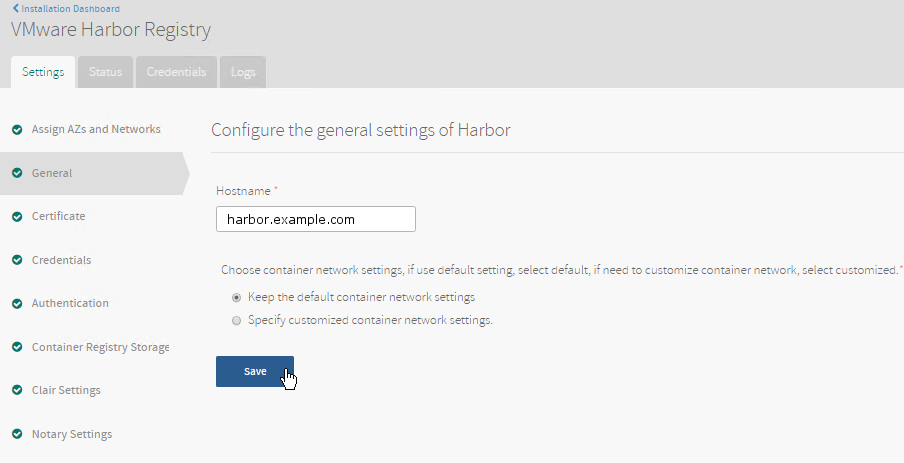 Installation Dashboard
VMware Harbor Registry
Settings
Status
Credentials
Logs
Assign AZs and Networks
General
Certificate
Credentials
Authentication
Container Registry Storage
Clair Settings
Notary Settings
Configure the general settings of Harbor
Hostname *
harbor.example.com
Choose container network settings, if use default setting, select default, if need to customize container network, select customized.*
Keep the default container network settings
Specify customized container network settings.
Save